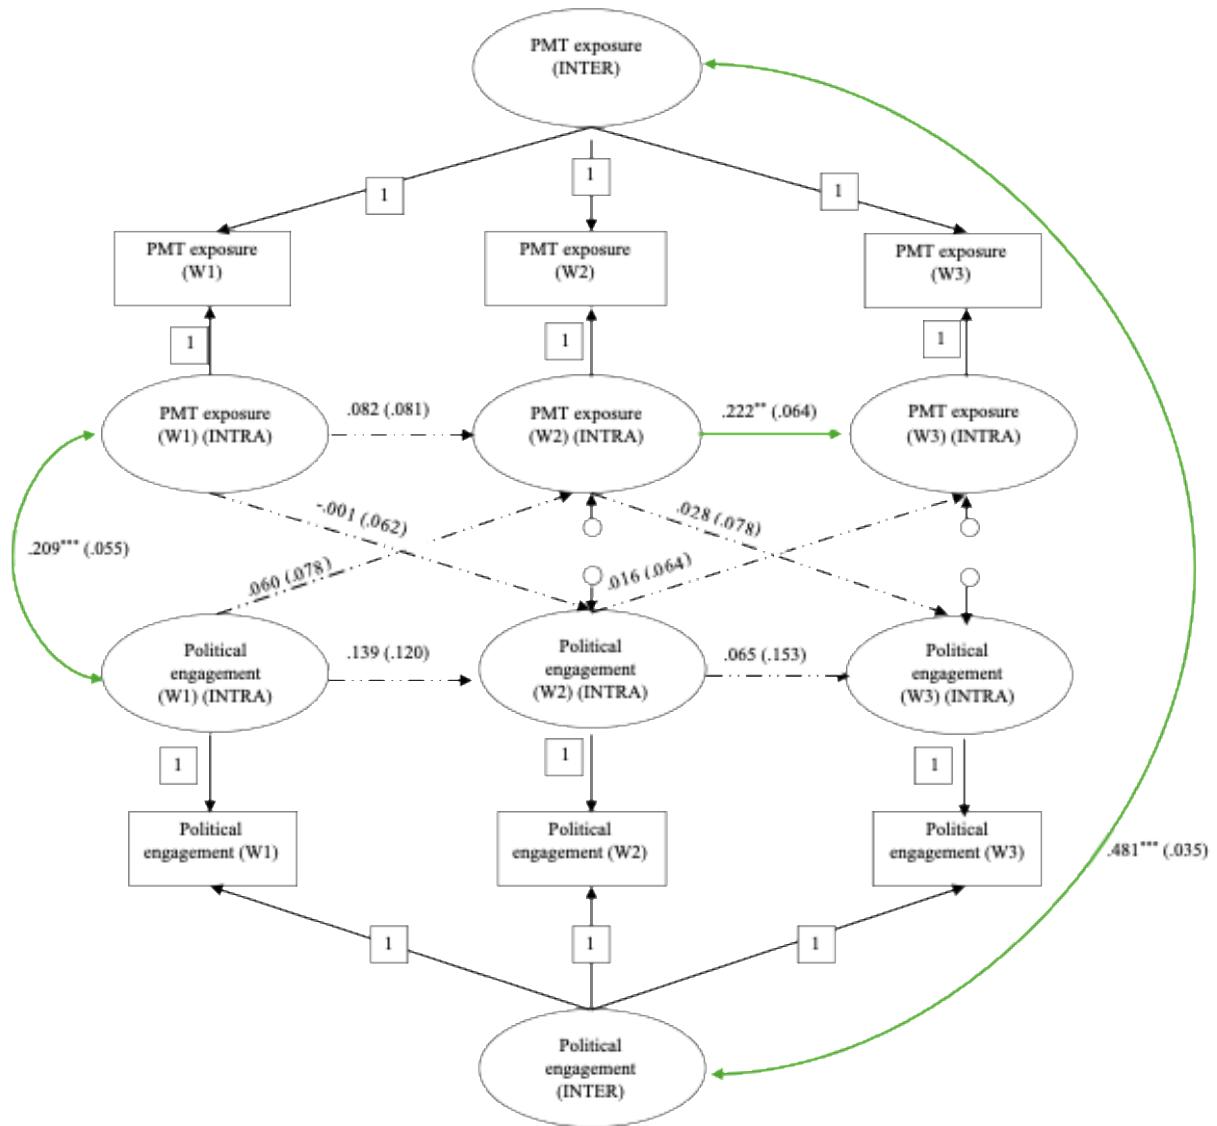 PMT exposure
(INTER)
1
1
1
PMT exposure
(W1)
PMT exposure
(W2)
PMT exposure
(W3)
1
1
1
PMT exposure
(W1) (INTRA)
.082 (.081)
PMT exposure
(W2) (INTRA)
.222** (.064)
PMT exposure
(W3) (INTRA)
-.001 (.062)
.028 (.078)
.209*** (.055)
.060 (.078)
.016 (.064)
Political
engagement
(W1) (INTRA)
.139 (.120)
Political
engagement
(W2) (INTRA)
.065 (.153)
Political
engagement
(W3) (INTRA)
1
1
1
Political
engagement (W1)
Political
engagement (W2)
Political
engagement (W3)
.481*** (.035)
1
1
1
Political
engagement
(INTER)